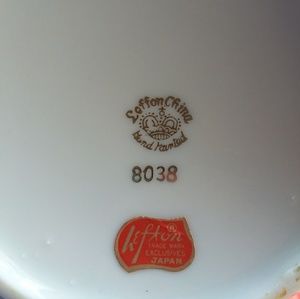 Lefton China
Hand Painted
8038
Lefton ®
TRADE MARK
EXCLUSIVES
JAPAN